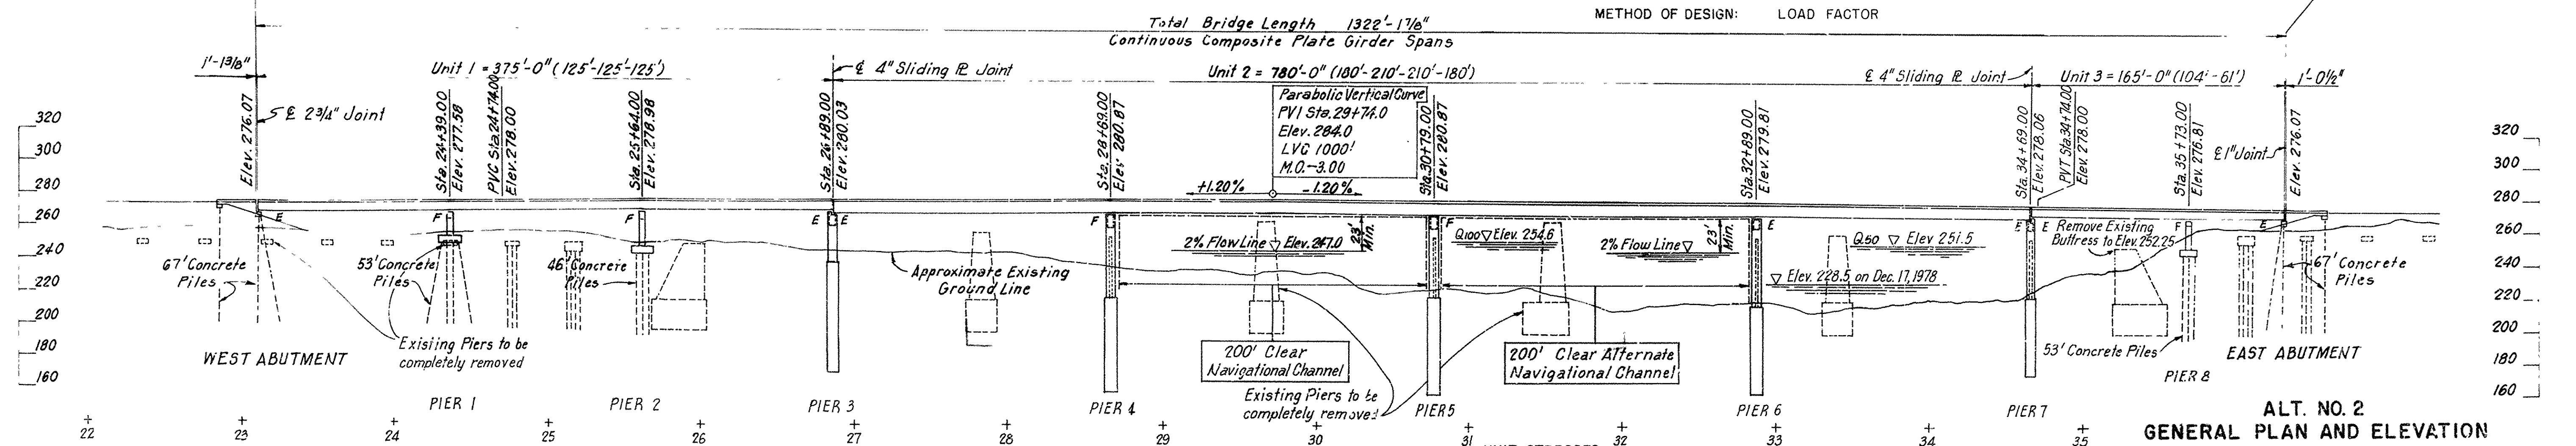 METHOD OF DESIGN: LOAD FACTOR
Total Bridge Length 1322'-1 7/8"
Continuous Composite Plate Girder Spans
1'-1 3/8"
Unit 1 = 375'-0" (125'-125'-125')
℄ 4" Sliding ℞ Joint
Unit 2 = 780'-0" (180'-210'-210'-180')
℄ 4" Sliding ℞ Joint
Unit 3 = 165'-0" (104'-61')
1'-0 1/2"
Elev. 276.07
℄ 2 3/4" Joint
Sta. 24+39.00
Elev. 277.58
PVC Sta. 24+74.00
Elev. 278.00
Sta. 25+64.00
Elev. 278.98
Sta. 26+89.00
Elev. 280.03
Sta. 28+69.00
Elev. 280.87
Parabolic Vertical Curve
PVI Sta. 29+74.0
Elev. 284.0
LVC 1000'
M.O.-3.00
+1.20%
-1.20%
Sta. 30+79.00
Elev. 280.87
Sta. 32+89.00
Elev. 279.81
Sta. 34+69.00
Elev. 278.06
PVT Sta. 34+74.00
Elev. 278.00
Sta. 35+73.00
Elev. 276.81
℄ 1" Joint
Elev. 276.07
320
300
280
260
240
220
200
180
160
320
300
280
260
240
220
200
180
160
E
F
F
E E
F
F
E
E E
F
E
67' Concrete
Piles
53' Concrete
Piles
46' Concrete
Piles
Approximate Existing
Ground Line
2% Flow Line ▽ Elev. 247.0
23'
Min.
Q100 ▽ Elev. 254.6
2% Flow Line ▽
23'
Min.
Q50 ▽ Elev 251.5
▽ Elev. 228.5 on Dec. 17, 1978
Remove Existing
Buttress to Elev. 252.25
67' Concrete
Piles
WEST ABUTMENT
Existing Piers to be
completely removed
200' Clear
Navigational Channel
200' Clear Alternate
Navigational Channel
Existing Piers to be
completely removed
53' Concrete Piles
EAST ABUTMENT
PIER 1
PIER 2
PIER 3
PIER 4
PIER 5
PIER 6
PIER 7
PIER 8
22 23 24 25 26 27 28 29 30 31 32 33 34 35
ALT. NO. 2
GENERAL PLAN AND ELEVATION